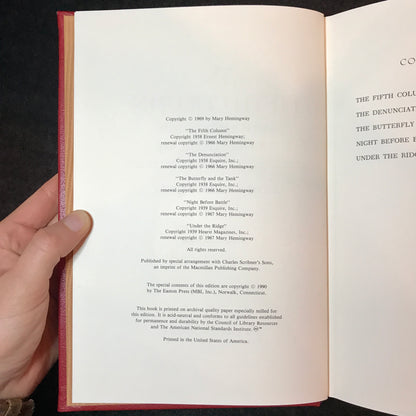 Copyright © 1969 by Mary Hemingway
"The Fifth Column"
Copyright 1938 Ernest Hemingway;
renewal copyright © 1966 Mary Hemingway
"The Denunciation"
Copyright 1938 Esquire, Inc.;
renewal copyright © 1966 Mary Hemingway
"The Butterfly and the Tank"
Copyright 1938 Esquire, Inc.;
renewal copyright © 1966 Mary Hemingway
"Night Before Battle"
Copyright 1939 Esquire, Inc.;
renewal copyright © 1967 Mary Hemingway
"Under the Ridge"
Copyright 1939 Hearst Magazines, Inc.;
renewal copyright © 1967 Mary Hemingway
All rights reserved.
Published by special arrangement with Charles Scribner's Sons,
an imprint of the Macmillan Publishing Company.
The special contents of this edition are copyright © 1990
by The Easton Press (MBI, Inc.), Norwalk, Connecticut.
This book is printed on archival quality paper especially milled for
this edition. It is acid-neutral and conforms to all guidelines established
for permanence and durability by the Council of Library Resources
and The American National Standards Institute. ∞™
Printed in the United States of America.
CO
THE FIFTH COLUM
THE DENUNCIAT
THE BUTTERFLY
NIGHT BEFORE B
UNDER THE RIDG